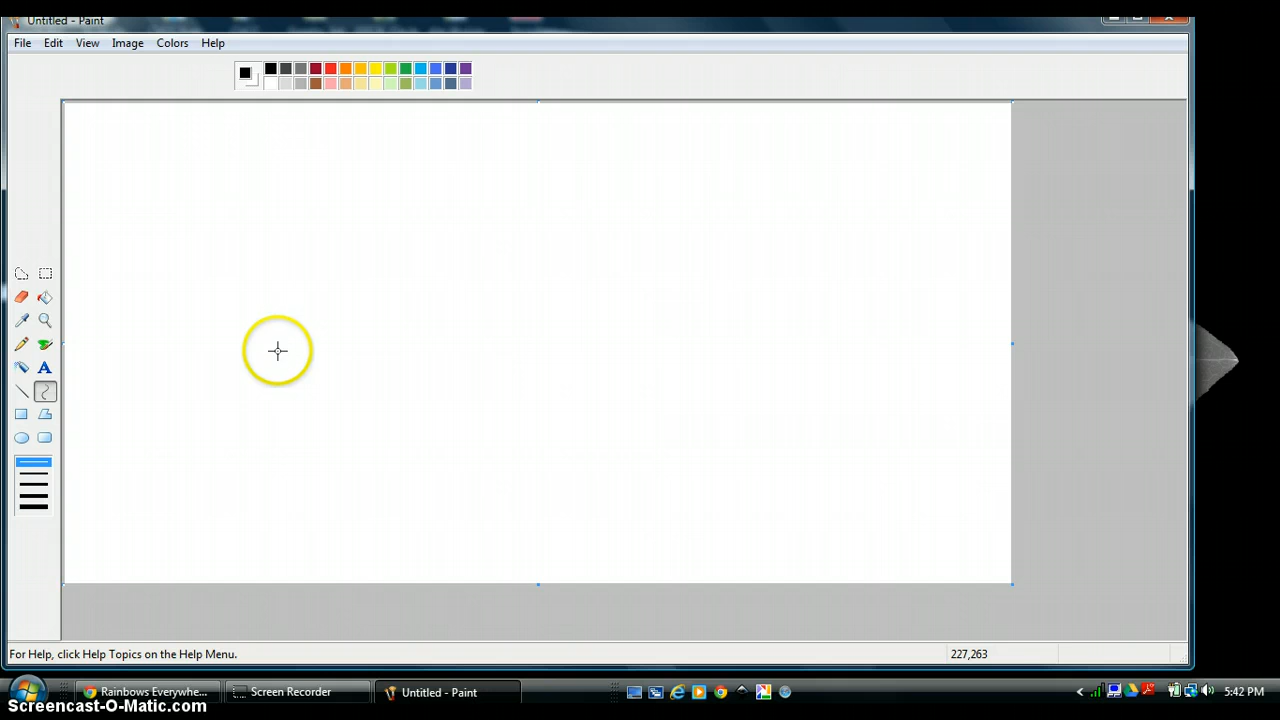 Untitled - Paint
File Edit View Image Colors Help
A
For Help, click Help Topics on the Help Menu.
227,263
Rainbows Everywhe... Screen Recorder Untitled - Paint 5:42 PM
Screencast-O-Matic.com